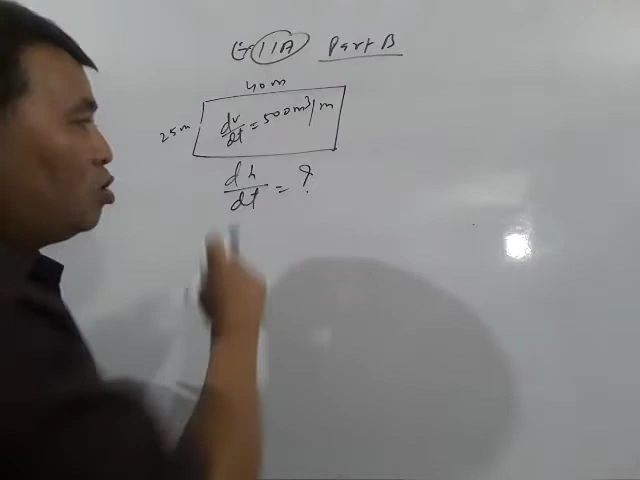 G 11A Part B
40m
25m
dv/dt = 500m³/m
dh/dt = ?